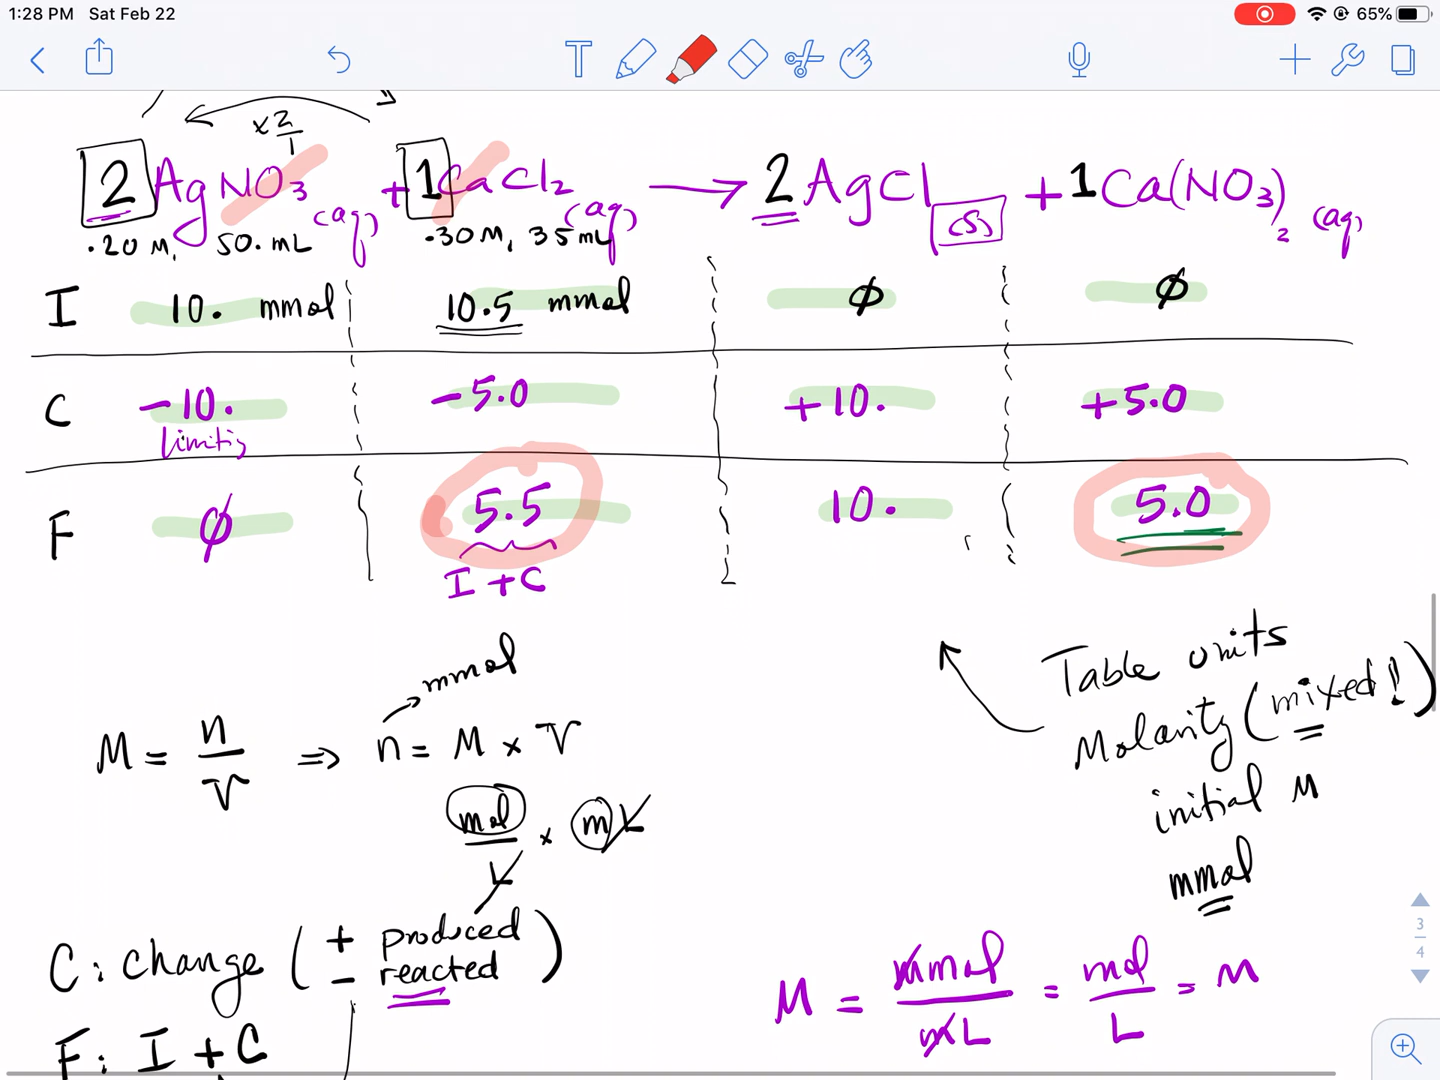 1:28 PM Sat Feb 22 65%
T
×2/1
2 AgNO3 (aq) + 1 CaCl2 (aq) ⟶ 2 AgCl (s) + 1 Ca(NO3)2 (aq)
.20 M, 50. mL .30 M, 35 mL
I 10. mmol 10.5 mmol ∅ ∅
C -10. -5.0 +10. +5.0
F ∅ 5.5 10. 5.0
I + C
mmol
M = n/V ⇒ n = M × V
mol/L × mL
Table units
Molarity (mixed!)
initial M
mmol
C: change ( + produced
- reacted )
F: I + C
M = mmol/mL = mol/L = M
3
4